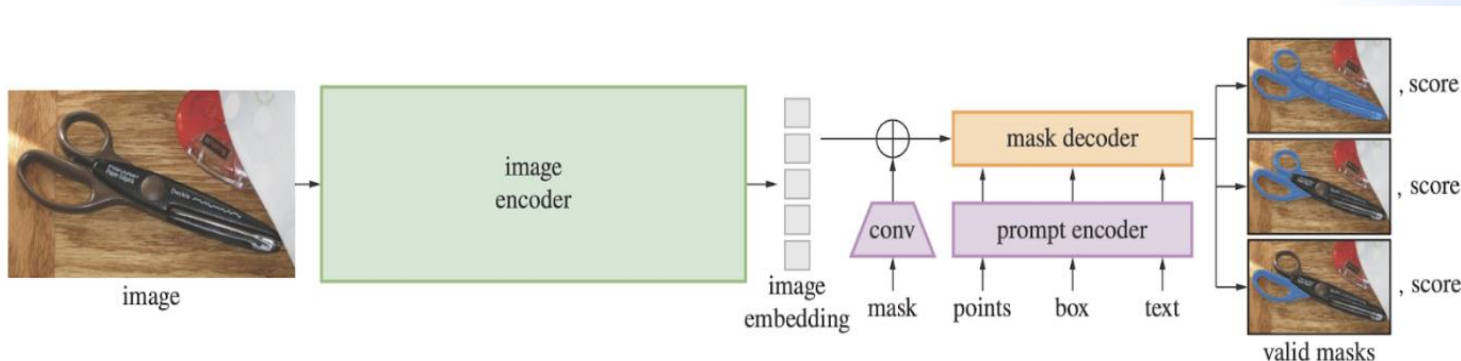 image
image
encoder
image
embedding
conv
mask
mask decoder
prompt encoder
points
box
text
, score
, score
, score
valid masks